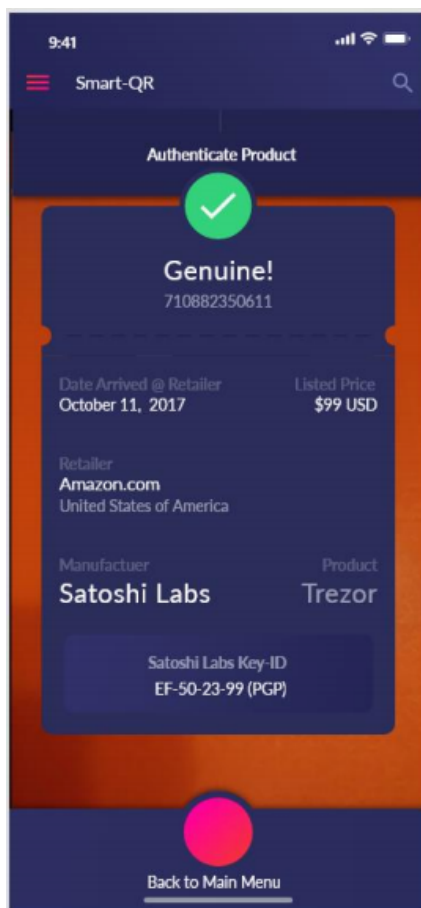 9:41
Smart-QR
Authenticate Product
Genuine!
710882350611
Date Arrived @ Retailer Listed Price
October 11, 2017 $99 USD
Retailer
Amazon.com
United States of America
Manufactuer Product
Satoshi Labs Trezor
Satoshi Labs Key-ID
EF-50-23-99 (PGP)
Back to Main Menu